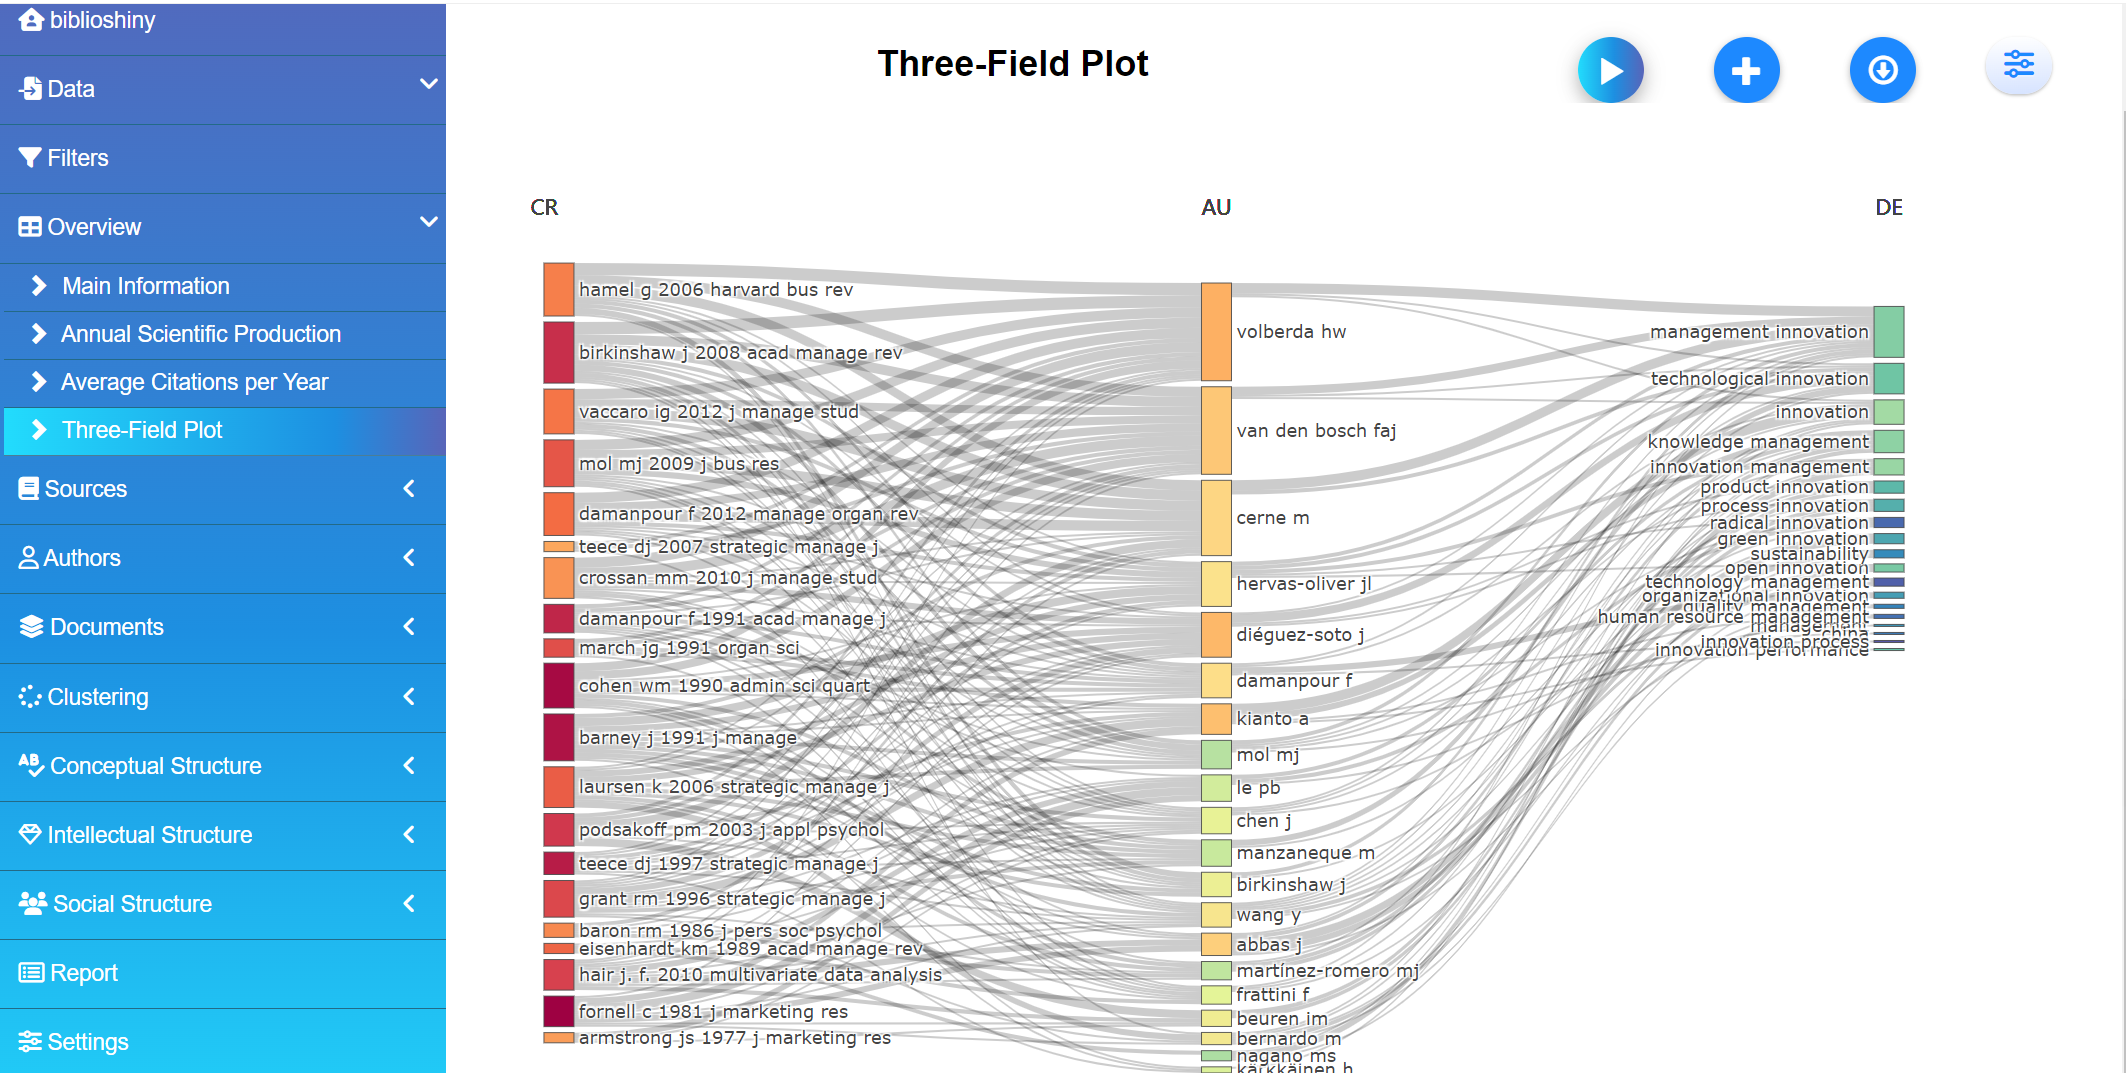 biblioshiny
Data
Filters
Overview
Main Information
Annual Scientific Production
Average Citations per Year
Three-Field Plot
Sources
Authors
Documents
Clustering
Conceptual Structure
Intellectual Structure
Social Structure
Report
Settings
Three-Field Plot
CR
hamel g 2006 harvard bus rev
birkinshaw j 2008 acad manage rev
vaccaro ig 2012 j manage stud
mol mj 2009 j bus res
damanpour f 2012 manage organ rev
teece dj 2007 strategic manage j
crossan mm 2010 j manage stud
damanpour f 1991 acad manage j
march jg 1991 organ sci
cohen wm 1990 admin sci quart
barney j 1991 j manage
laursen k 2006 strategic manage j
podsakoff pm 2003 j appl psychol
teece dj 1997 strategic manage j
grant rm 1996 strategic manage j
baron rm 1986 j pers soc psychol
eisenhardt km 1989 acad manage rev
hair j. f. 2010 multivariate data analysis
fornell c 1981 j marketing res
armstrong js 1977 j marketing res
AU
volberda hw
van den bosch faj
cerne m
hervas-oliver jl
diéguez-soto j
damanpour f
kianto a
mol mj
le pb
chen j
manzaneque m
birkinshaw j
wang y
abbas j
martínez-romero mj
frattini f
beuren im
bernardo m
nagano ms
kärkkäinen h
DE
management innovation
technological innovation
innovation
knowledge management
innovation management
product innovation
process innovation
radical innovation
green innovation
sustainability
open innovation
technology management
organizational innovation
quality management
human resource management
management
china
innovation process
innovation performance